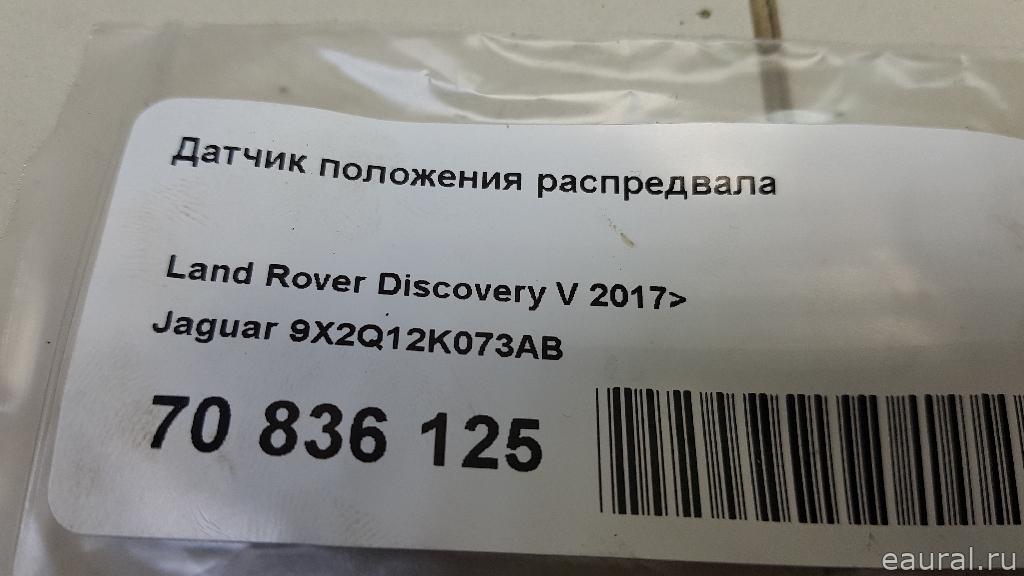 Датчик положения распредвала
Land Rover Discovery V 2017>
Jaguar 9X2Q12K073AB
70 836 125
eaural.ru